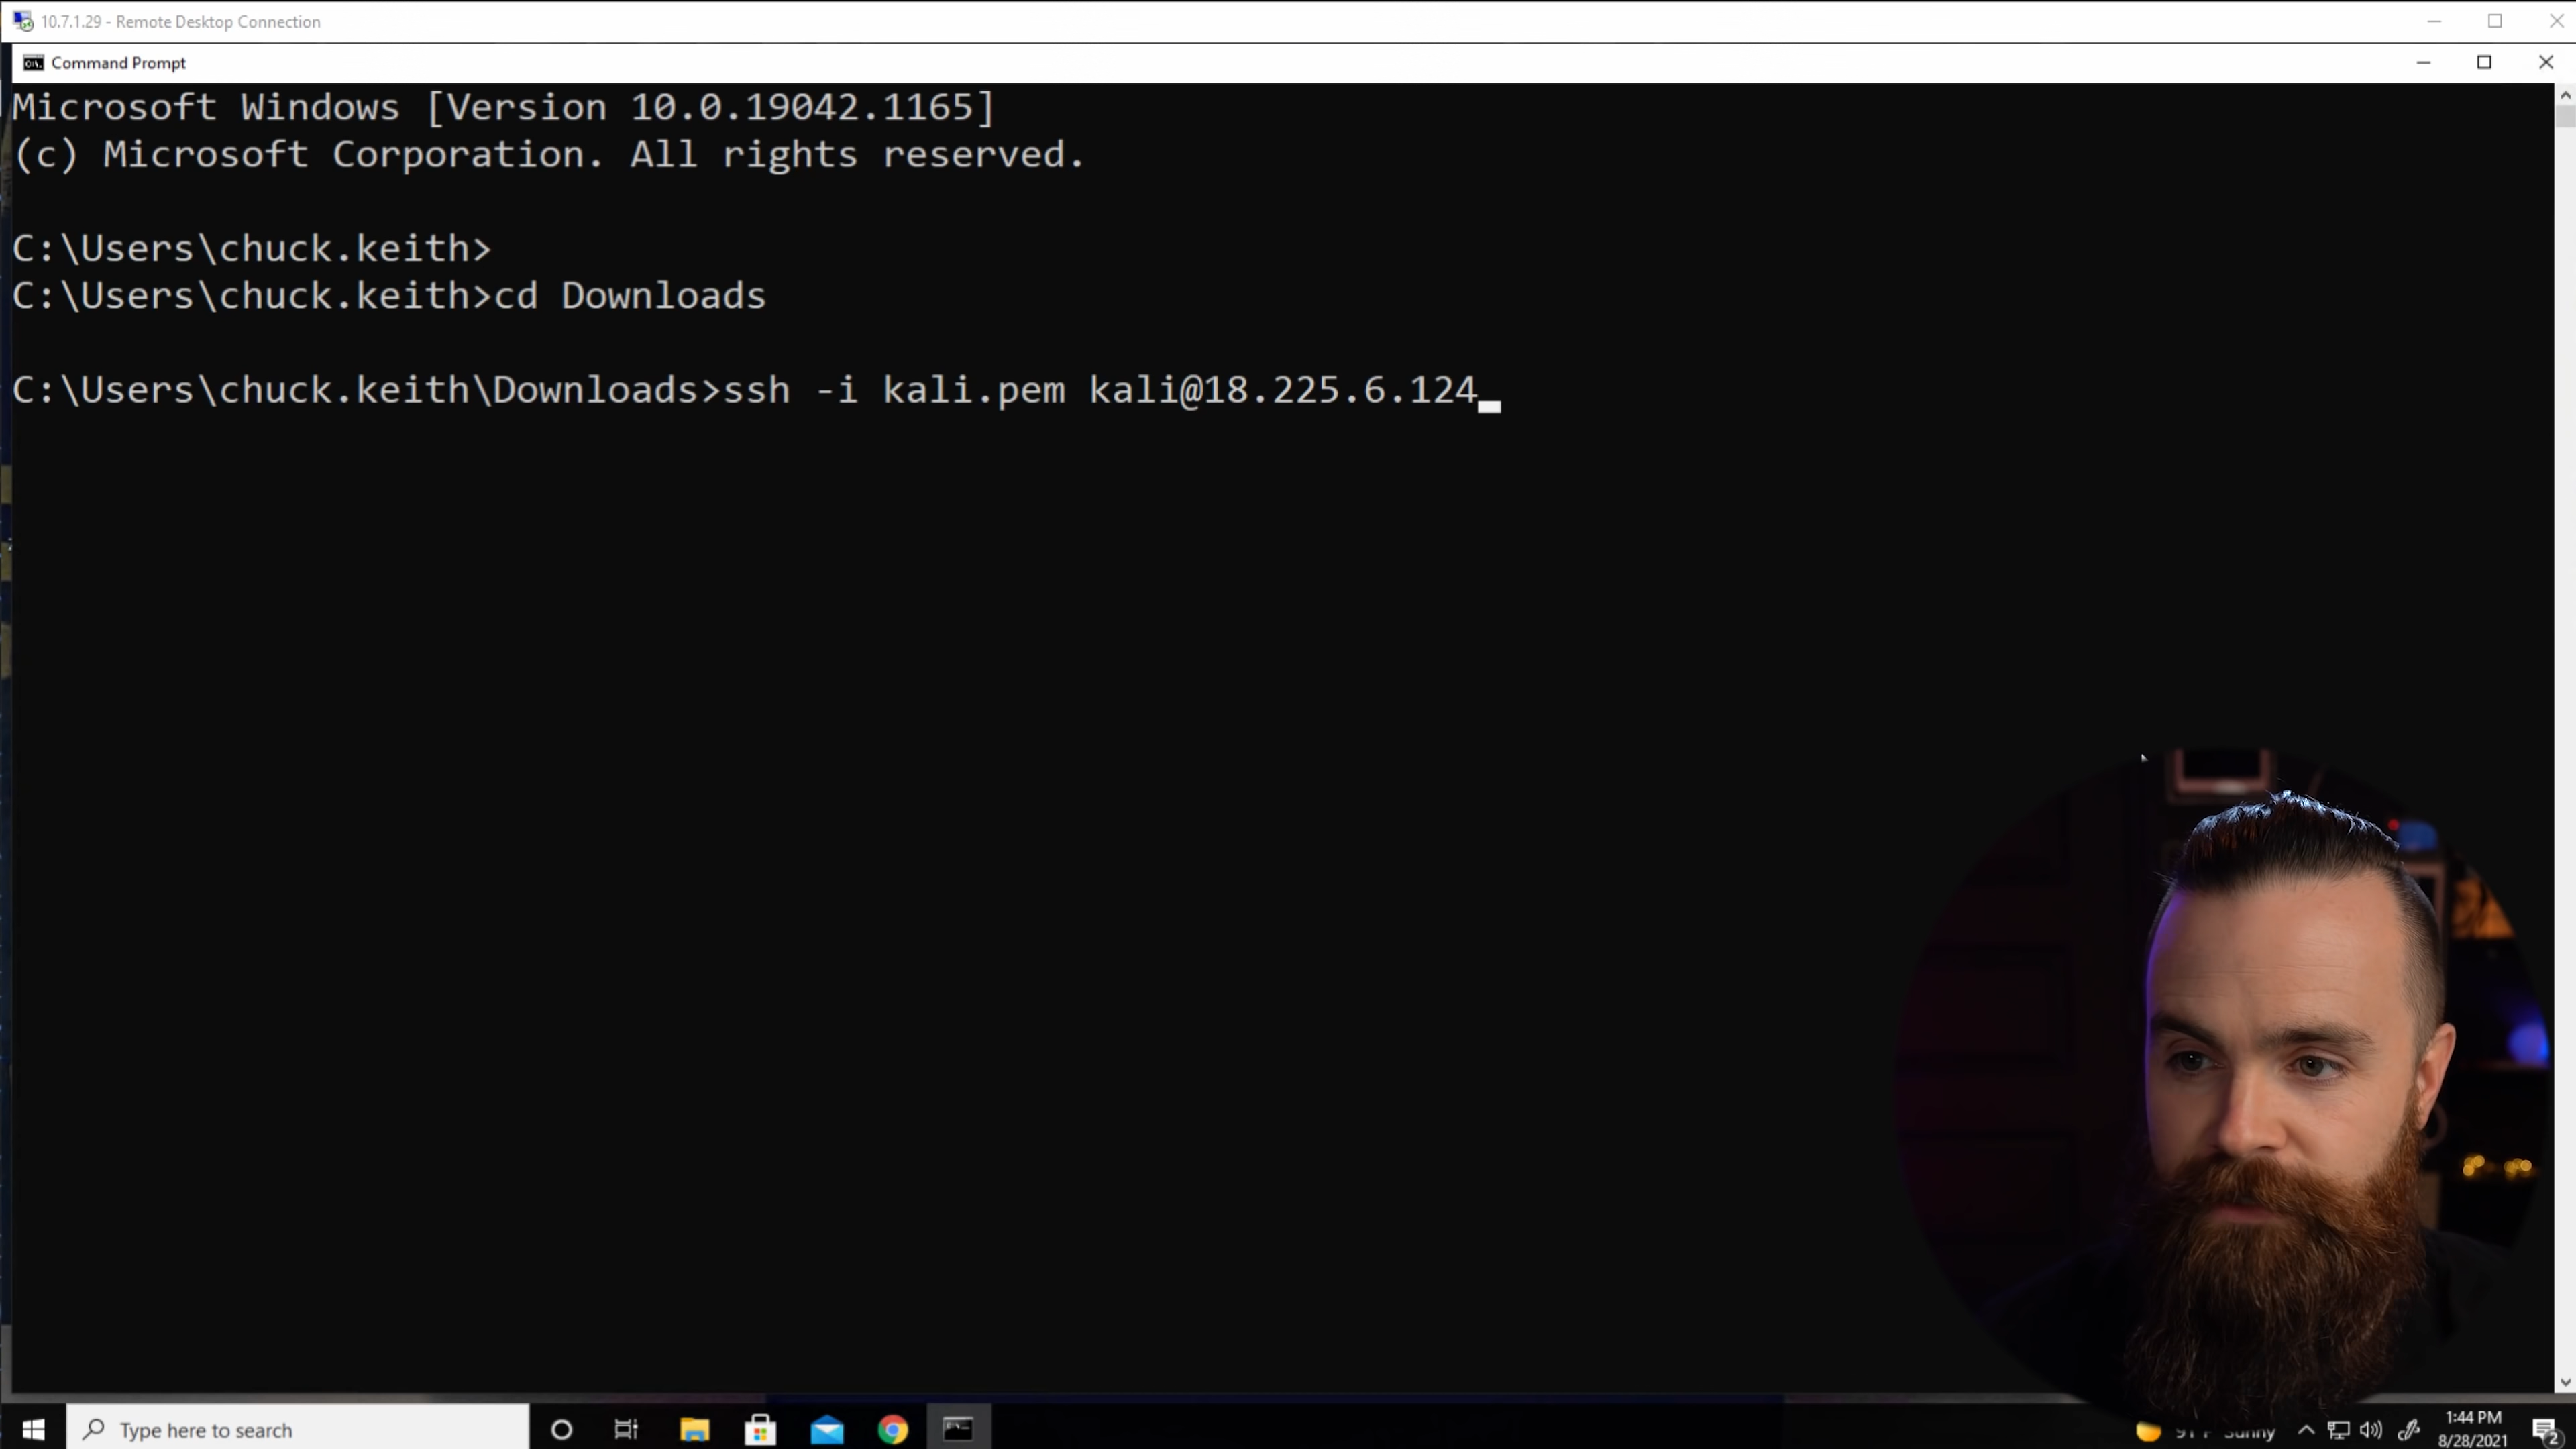 10.7.1.29 - Remote Desktop Connection
Command Prompt
Microsoft Windows [Version 10.0.19042.1165]
(c) Microsoft Corporation. All rights reserved.
C:\Users\chuck.keith>
C:\Users\chuck.keith>cd Downloads
C:\Users\chuck.keith\Downloads>ssh -i kali.pem kali@18.225.6.124
Type here to search
Sunny
1:44 PM
8/28/2021
2